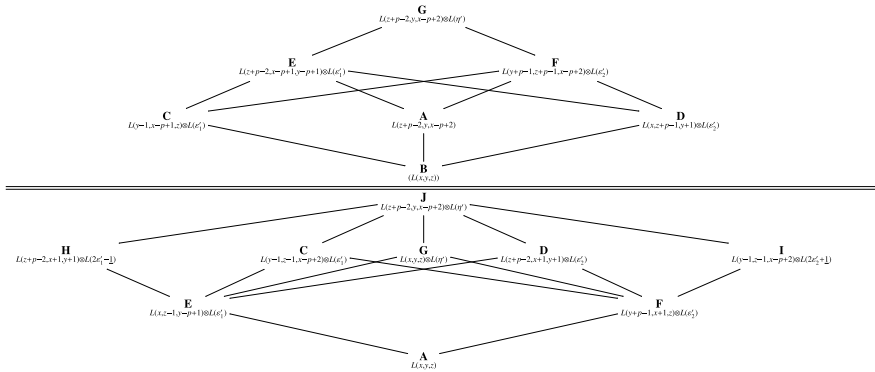 G
L(z+p−2,y,x−p+2)⊗L(η′)
E F
L(z+p−2,x−p+1,y−p+1)⊗L(ε′₁) L(y+p−1,z+p−1,x−p+2)⊗L(ε′₂)
C A D
L(y−1,x−p+1,z)⊗L(ε′₁) L(z+p−2,y,x−p+2) L(x,z+p−1,y+1)⊗L(ε′₂)
B
(L(x,y,z))
J
L(z+p−2,y,x−p+2)⊗L(η′)
H C G D I
L(z+p−2,x+1,y+1)⊗L(2ε′₁−1) L(y−1,z−1,x−p+2)⊗L(ε′₁) L(x,y,z)⊗L(η′) L(z+p−2,x+1,y+1)⊗L(ε′₂) L(y−1,z−1,x−p+2)⊗L(2ε′₂+1)
E F
L(x,z−1,y−p+1)⊗L(ε′₁) L(y+p−1,x+1,z)⊗L(ε′₂)
A
L(x,y,z)